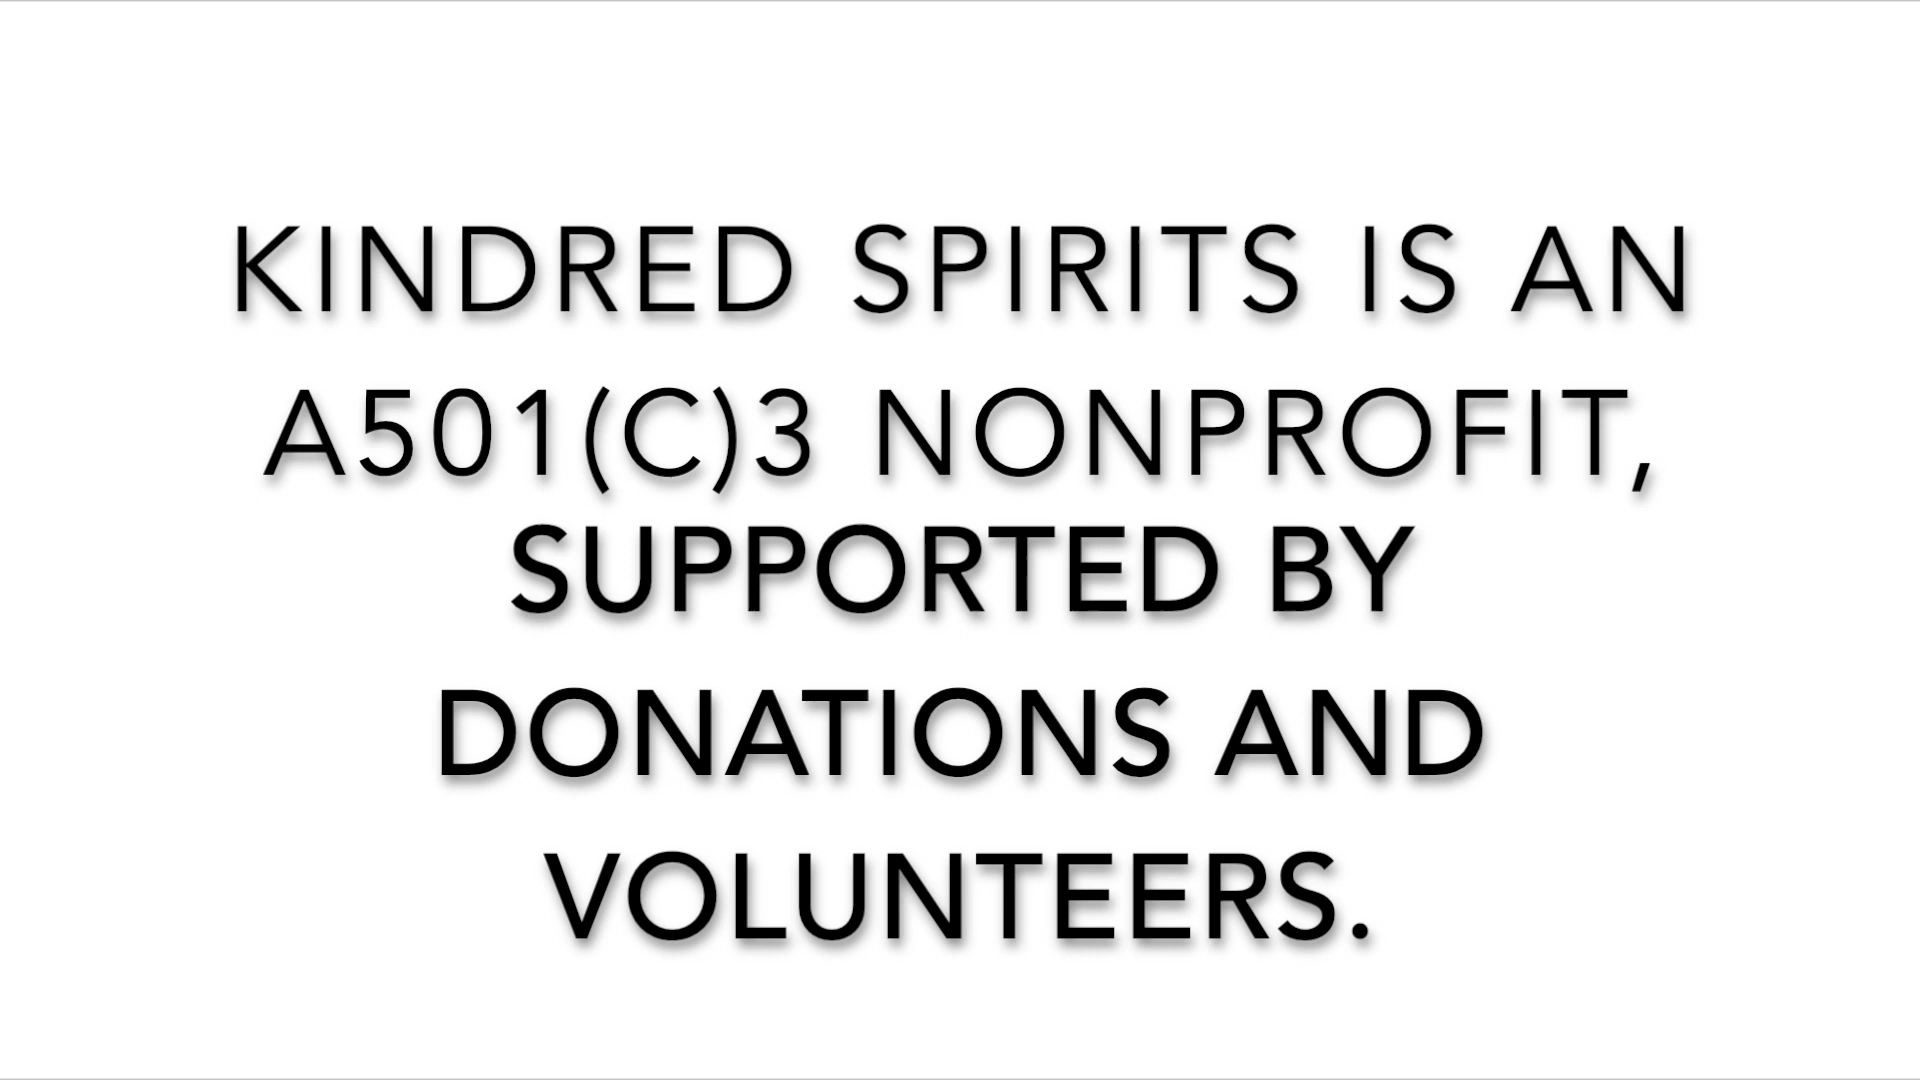 KINDRED SPIRITS IS AN
A501(C)3 NONPROFIT,
SUPPORTED BY
DONATIONS AND
VOLUNTEERS.